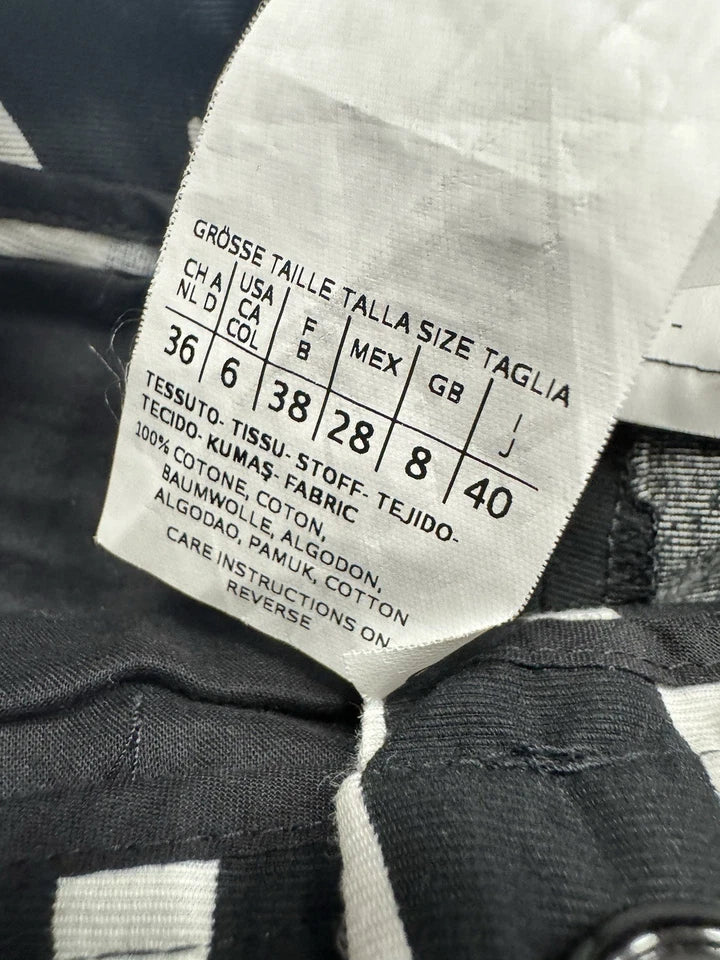 GRÖSSE TAILLE TALLA SIZE TAGLIA
CH A USA F MEX GB I
NL D CA B J
COL
36 6 38 28 8 40
TESSUTO- TISSU- STOFF- TEJIDO-
TECIDO- KUMAŞ- FABRIC
100% COTONE, COTON,
BAUMWOLLE, ALGODON,
ALGODAO, PAMUK, COTTON
CARE INSTRUCTIONS ON
REVERSE